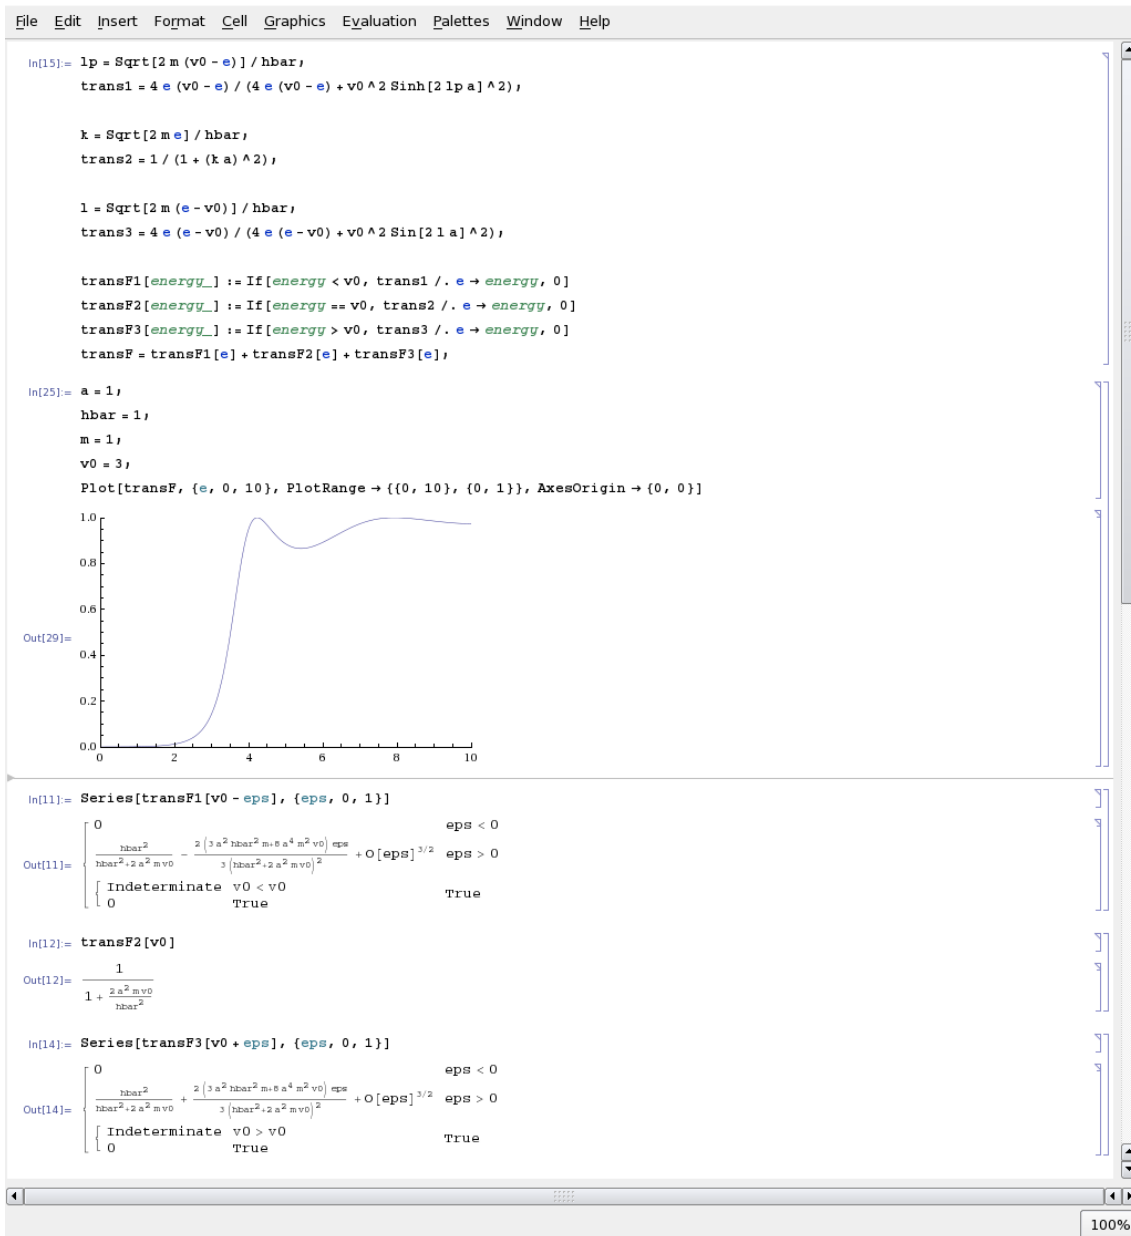 File Edit Insert Format Cell Graphics Evaluation Palettes Window Help
In[15]:= lp = Sqrt[2 m (v0 - e)] / hbar;
trans1 = 4 e (v0 - e) / (4 e (v0 - e) + v0 ^ 2 Sinh[2 lp a] ^ 2);
k = Sqrt[2 m e] / hbar;
trans2 = 1 / (1 + (k a) ^ 2);
l = Sqrt[2 m (e - v0)] / hbar;
trans3 = 4 e (e - v0) / (4 e (e - v0) + v0 ^ 2 Sin[2 l a] ^ 2);
transF1[energy_] := If[energy < v0, trans1 /. e → energy, 0]
transF2[energy_] := If[energy == v0, trans2 /. e → energy, 0]
transF3[energy_] := If[energy > v0, trans3 /. e → energy, 0]
transF = transF1[e] + transF2[e] + transF3[e];
In[25]:= a = 1;
hbar = 1;
m = 1;
v0 = 3;
Plot[transF, {e, 0, 10}, PlotRange → {{0, 10}, {0, 1}}, AxesOrigin → {0, 0}]
1.0
0.8
0.6
Out[29]=
0.4
0.2
0.0
0 2 4 6 8 10
In[11]:= Series[transF1[v0 - eps], {eps, 0, 1}]
0 eps < 0
Out[11]= hbar² / (hbar²+2 a² m v0) - 2 (3 a² hbar² m+8 a⁴ m² v0) eps / 3 (hbar²+2 a² m v0)² + O[eps]^3/2 eps > 0
Indeterminate v0 < v0 True
0 True
In[12]:= transF2[v0]
Out[12]= 1 / (1 + 2 a² m v0 / hbar²)
In[14]:= Series[transF3[v0 + eps], {eps, 0, 1}]
0 eps < 0
Out[14]= hbar² / (hbar²+2 a² m v0) + 2 (3 a² hbar² m+8 a⁴ m² v0) eps / 3 (hbar²+2 a² m v0)² + O[eps]^3/2 eps > 0
Indeterminate v0 > v0 True
0 True
100%